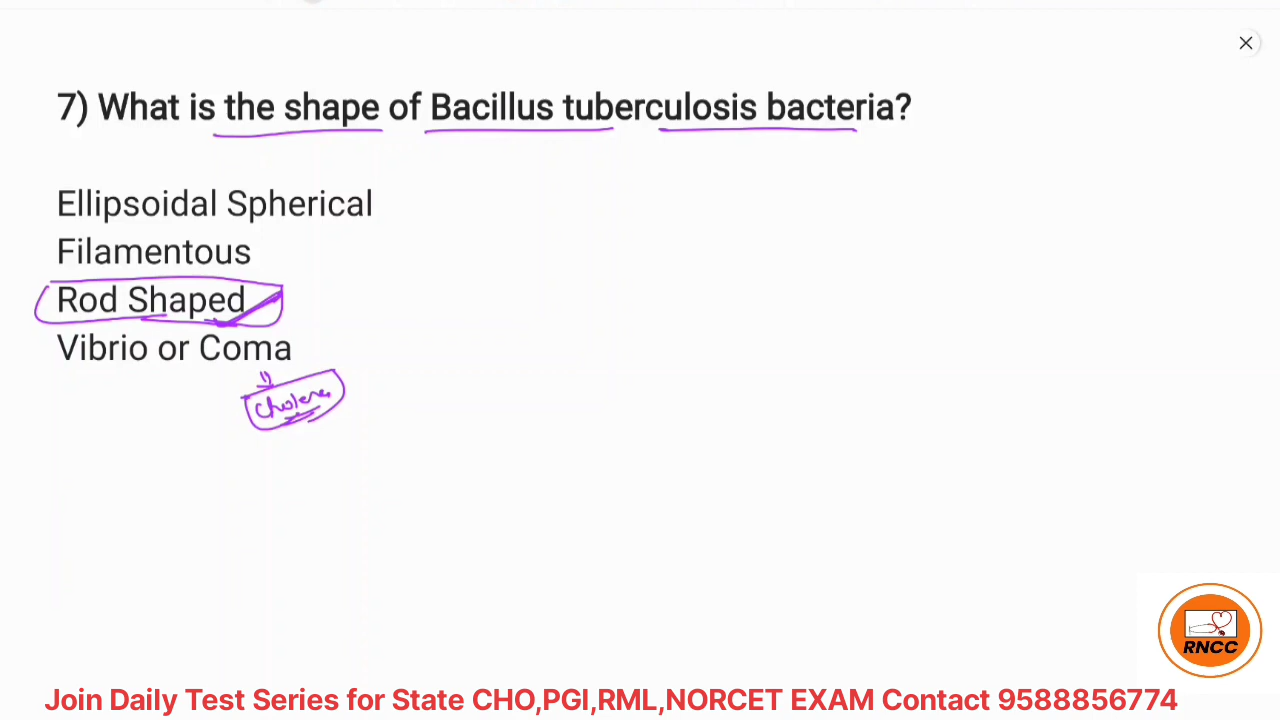 7) What is the shape of Bacillus tuberculosis bacteria?
Ellipsoidal Spherical
Filamentous
Rod Shaped
Vibrio or Coma
Cholera
RNCC
Join Daily Test Series for State CHO,PGI,RML,NORCET EXAM Contact 9588856774